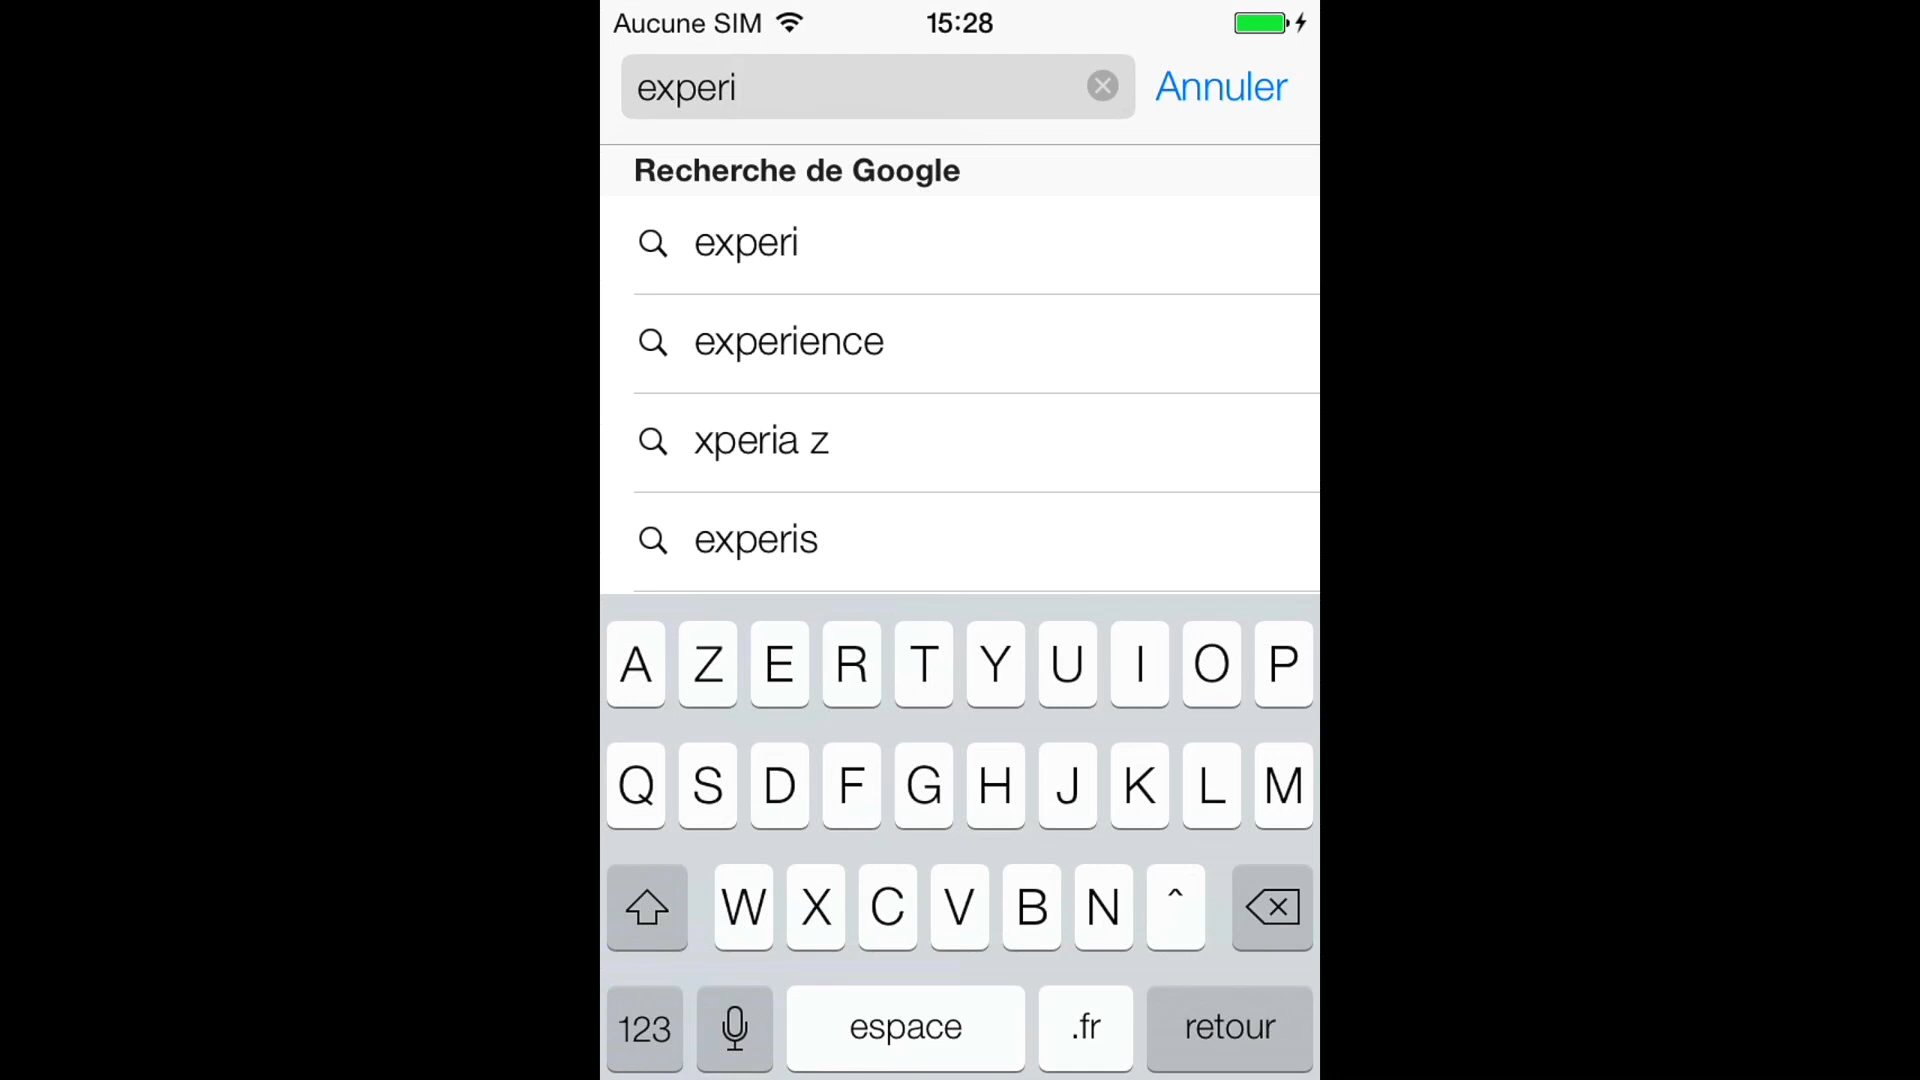 Aucune SIM 15:28
experi Annuler
Recherche de Google
experi
experience
xperia z
experis
A Z E R T Y U I O P
Q S D F G H J K L M
W X C V B N ^
123 espace .fr retour